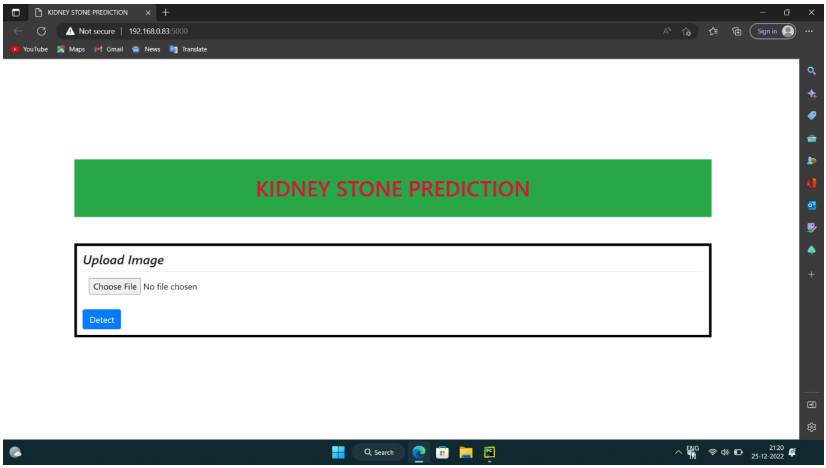 KIDNEY STONE PREDICTION
Sign in
Not secure | 192.168.0.83:5000
YouTube Maps Gmail News Translate
KIDNEY STONE PREDICTION
Upload Image
Choose File No file chosen
Detect
Search
ENG
IN
21:20
25-12-2022